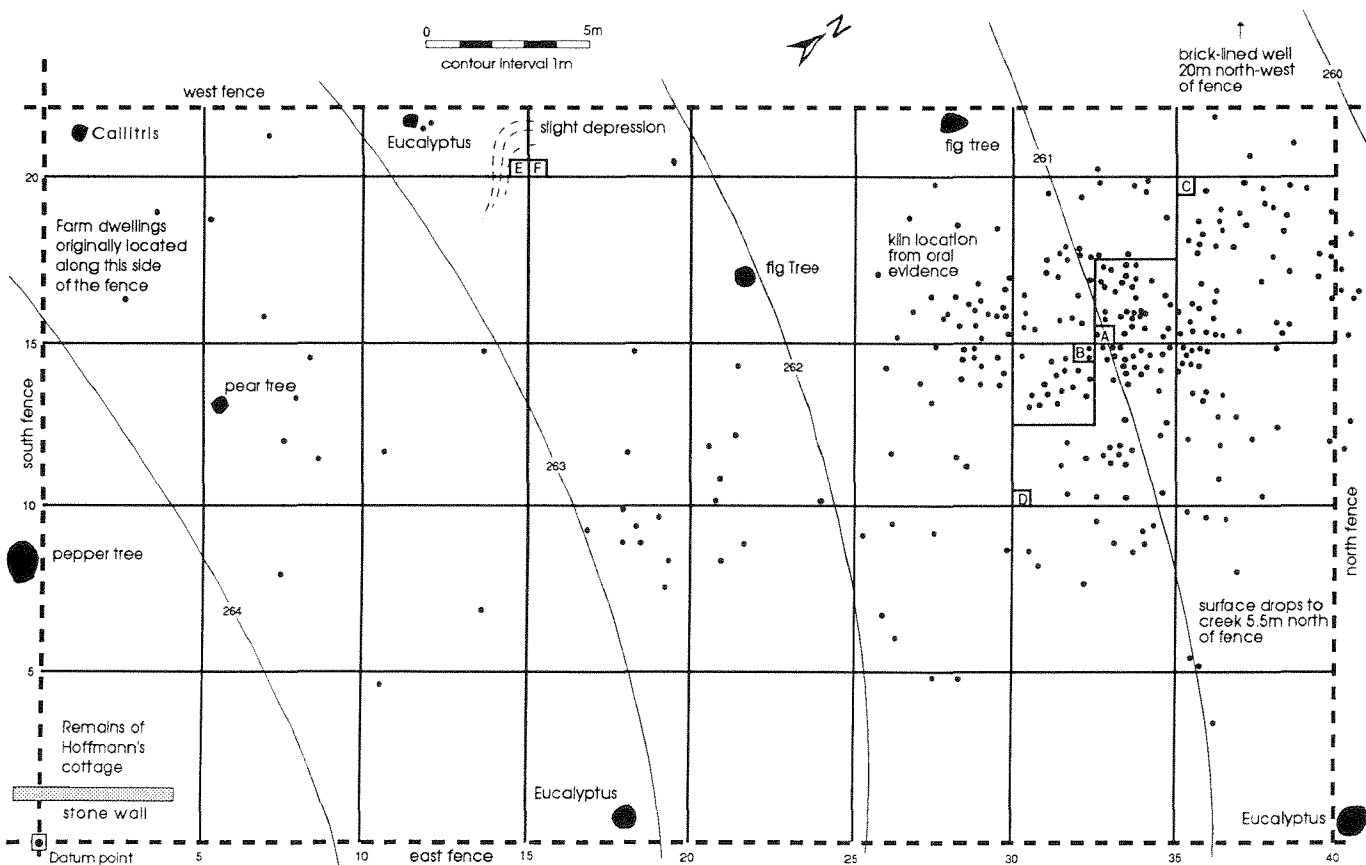 0
5m
contour interval 1m
N
↑
brick-lined well
20m north-west
of fence
260
west fence
Callitris
Eucalyptus
slight depression
fig tree
261
20
E F
C
Farm dwellings
originally located
along this side
of the fence
kiln location
from oral
evidence
fig Tree
15
A
B
262
pear tree
south fence
263
10
D
pepper tree
north fence
264
surface drops to
creek 5.5m north
of fence
5
Remains of
Hoffmann's
cottage
stone wall
Eucalyptus
Eucalyptus
Datum point
5
10
east fence
15
20
25
30
35
40